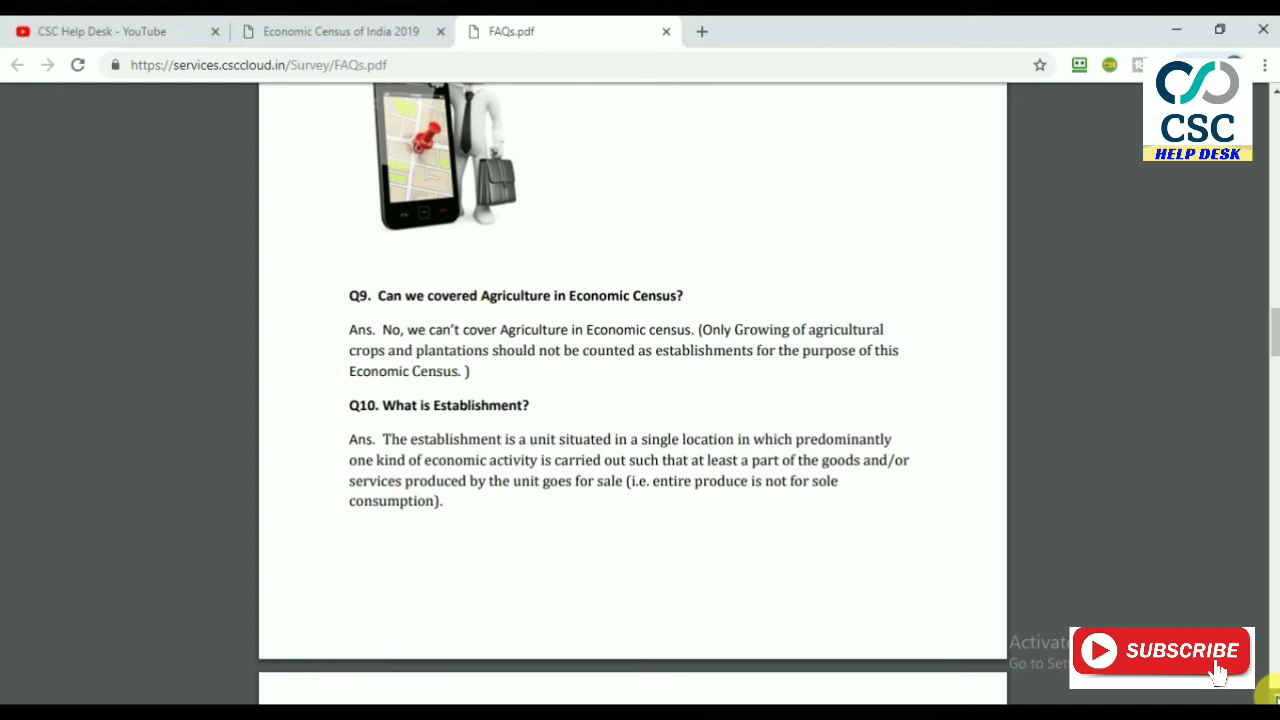 CSC Help Desk - YouTube
Economic Census of India 2019
FAQs.pdf
https://services.csccloud.in/Survey/FAQs.pdf
CSC
HELP DESK
Q9. Can we covered Agriculture in Economic Census?
Ans. No, we can't cover Agriculture in Economic census. (Only Growing of agricultural
crops and plantations should not be counted as establishments for the purpose of this
Economic Census. )
Q10. What is Establishment?
Ans. The establishment is a unit situated in a single location in which predominantly
one kind of economic activity is carried out such that at least a part of the goods and/or
services produced by the unit goes for sale (i.e. entire produce is not for sole
consumption).
Activat
Go to Set
SUBSCRIBE